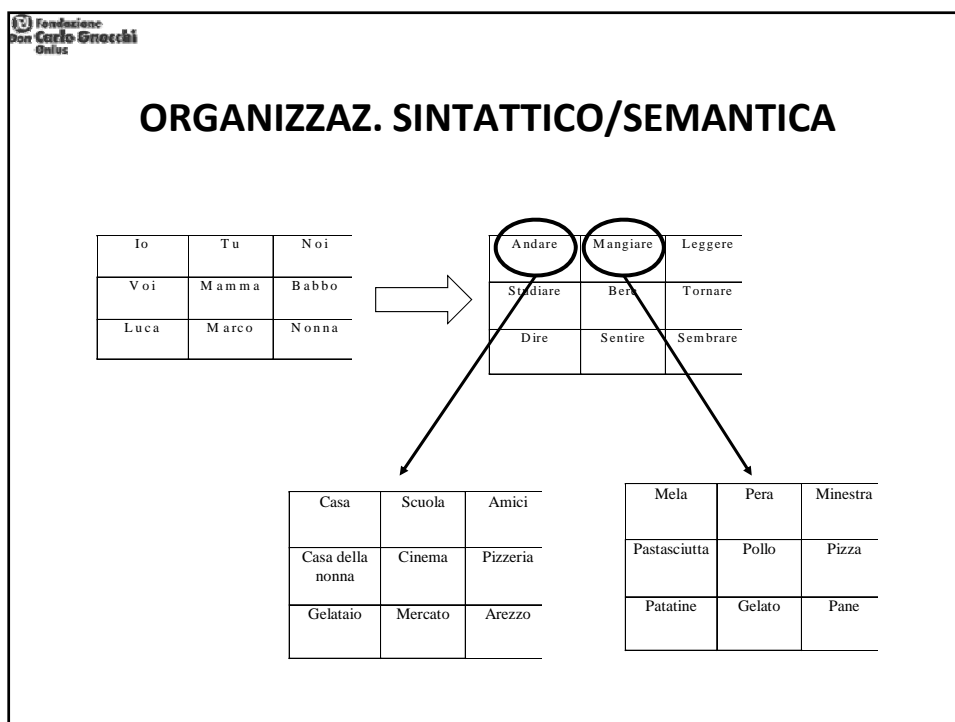 Fondazione
Don Carlo Gnocchi
Onlus
ORGANIZZAZ. SINTATTICO/SEMANTICA
Io Tu Noi
Voi Mamma Babbo
Luca Marco Nonna
Andare Mangiare Leggere
Studiare Bere Tornare
Dire Sentire Sembrare
Casa Scuola Amici
Casa della nonna Cinema Pizzeria
Gelataio Mercato Arezzo
Mela Pera Minestra
Pastasciutta Pollo Pizza
Patatine Gelato Pane